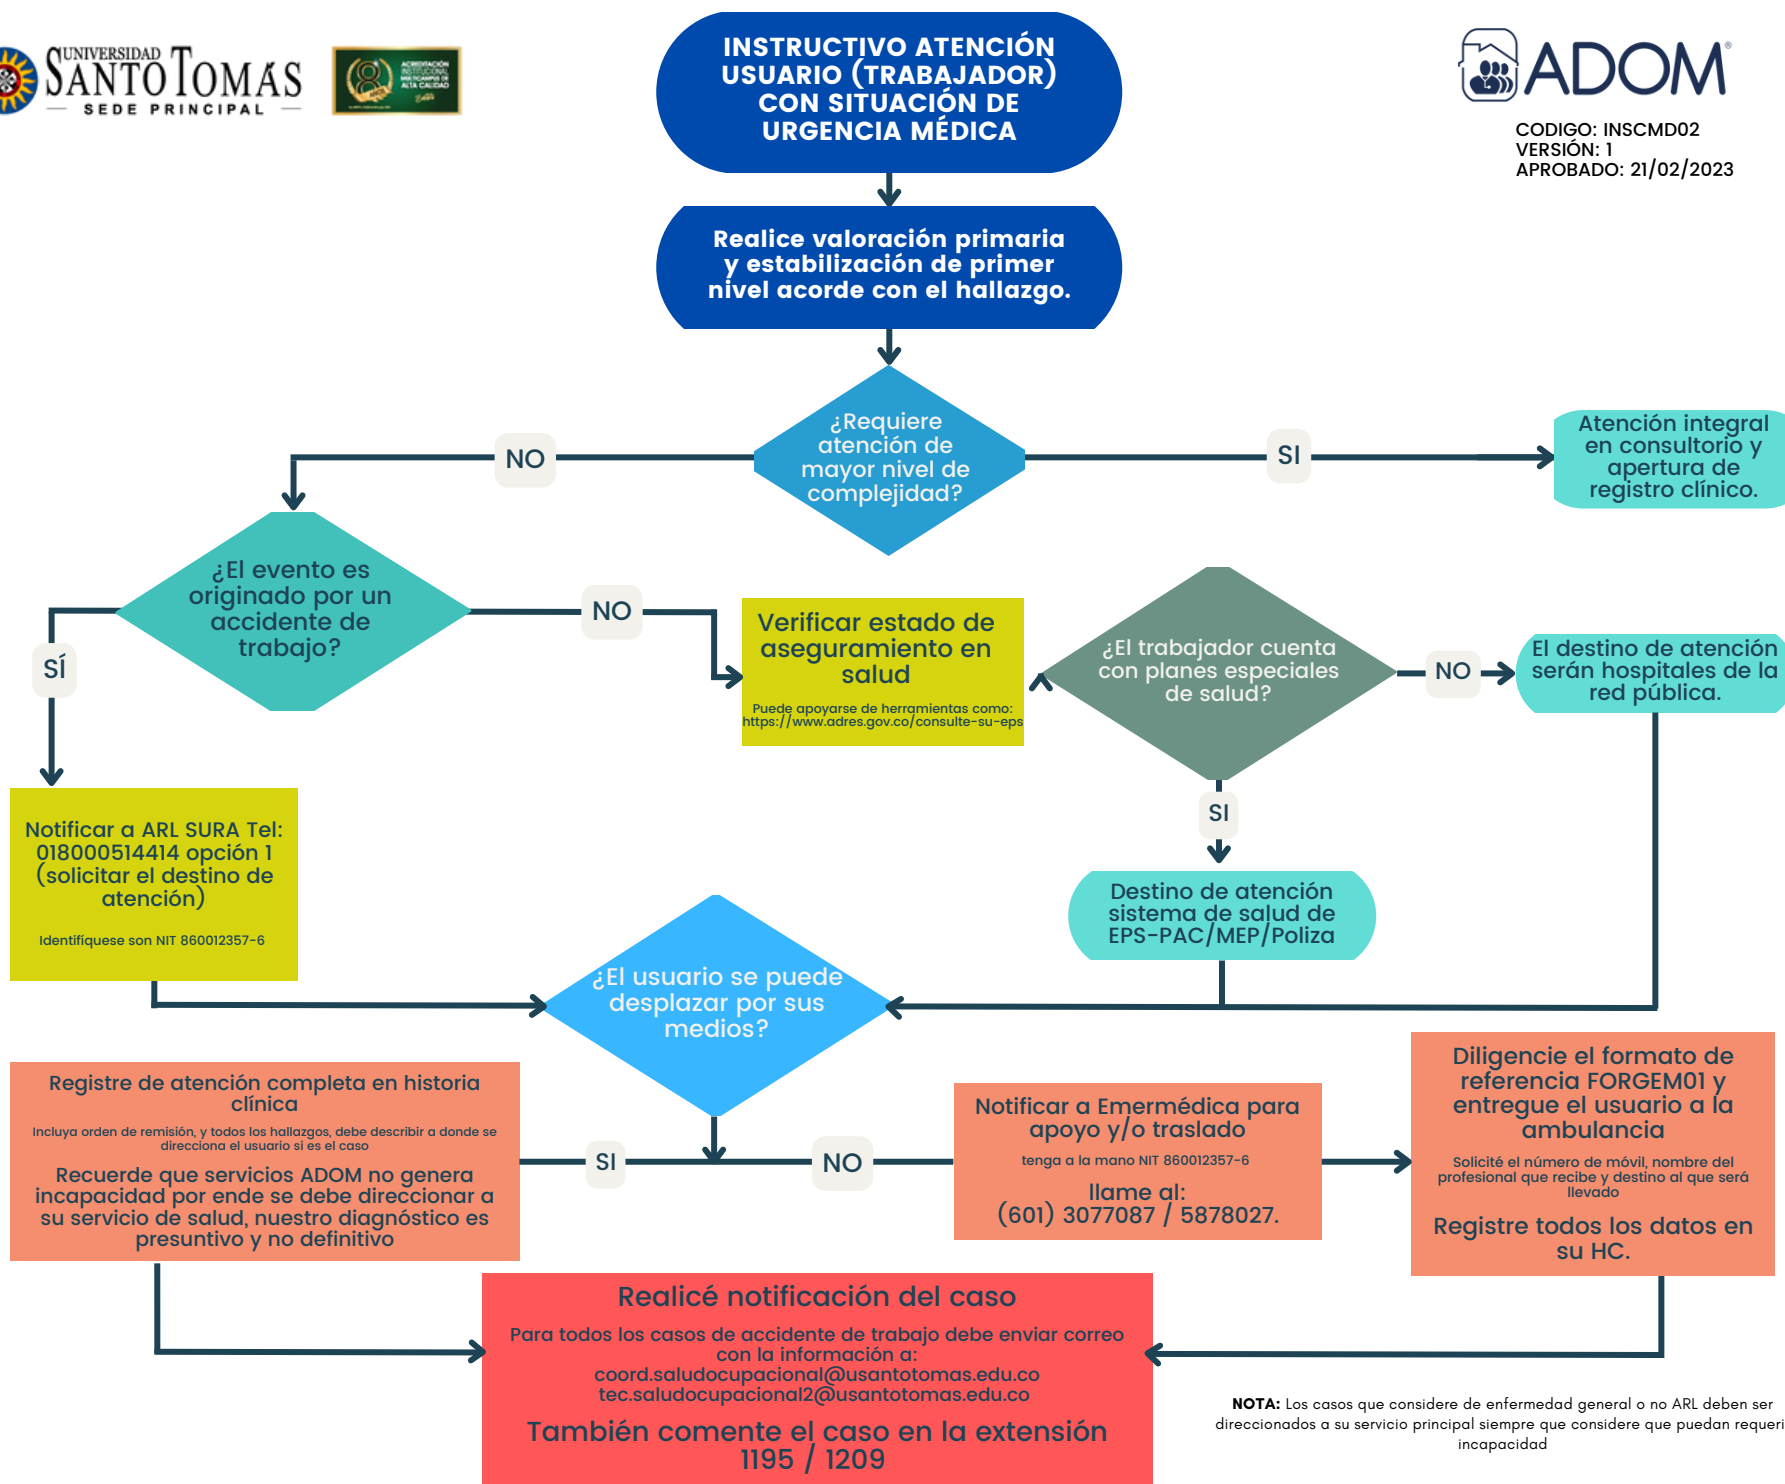 UNIVERSIDAD
SANTO TOMÁS
SEDE PRINCIPAL
ACREDITACIÓN
INSTITUCIONAL
MULTICAMPUS DE
ALTA CALIDAD
INSTRUCTIVO ATENCIÓN
USUARIO (TRABAJADOR)
CON SITUACIÓN DE
URGENCIA MÉDICA
ADOM
CODIGO: INSCMD02
VERSIÓN: 1
APROBADO: 21/02/2023
Realice valoración primaria
y estabilización de primer
nivel acorde con el hallazgo.
¿Requiere
atención de
mayor nivel de
complejidad?
NO
SI
Atención integral
en consultorio y
apertura de
registro clínico.
¿El evento es
originado por un
accidente de
trabajo?
NO
SÍ
Verificar estado de
aseguramiento en
salud
Puede apoyarse de herramientas como:
https://www.adres.gov.co/consulte-su-eps
¿El trabajador cuenta
con planes especiales
de salud?
NO
El destino de atención
serán hospitales de la
red pública.
SI
Notificar a ARL SURA Tel:
018000514414 opción 1
(solicitar el destino de
atención)
Identifíquese son NIT 860012357-6
Destino de atención
sistema de salud de
EPS-PAC/MEP/Poliza
¿El usuario se puede
desplazar por sus
medios?
Registre de atención completa en historia
clínica
Incluya orden de remisión, y todos los hallazgos, debe describir a donde se
direcciona el usuario si es el caso
Recuerde que servicios ADOM no genera
incapacidad por ende se debe direccionar a
su servicio de salud, nuestro diagnóstico es
presuntivo y no definitivo
SI
NO
Notificar a Emermédica para
apoyo y/o traslado
tenga a la mano NIT 860012357-6
llame al:
(601) 3077087 / 5878027.
Diligencie el formato de
referencia FORGEM01 y
entregue el usuario a la
ambulancia
Solicité el número de móvil, nombre del
profesional que recibe y destino al que será
llevado
Registre todos los datos en
su HC.
Realicé notificación del caso
Para todos los casos de accidente de trabajo debe enviar correo
con la información a:
coord.saludocupacional@usantotomas.edu.co
tec.saludocupacional2@usantotomas.edu.co
También comente el caso en la extensión
1195 / 1209
NOTA: Los casos que considere de enfermedad general o no ARL deben ser
direccionados a su servicio principal siempre que considere que puedan requeri
incapacidad